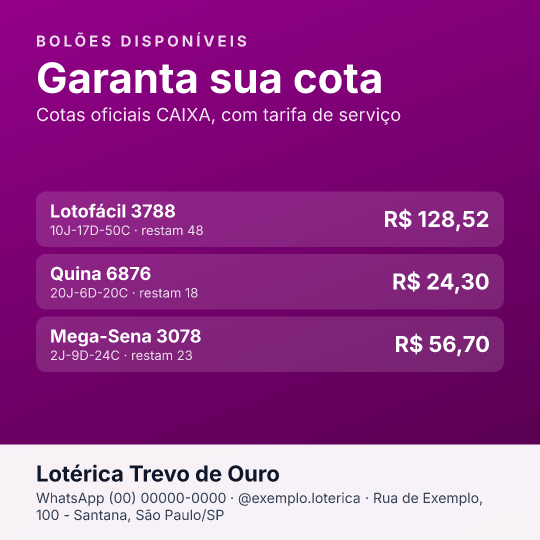 BOLÕES DISPONÍVEIS
Garanta sua cota
Cotas oficiais CAIXA, com tarifa de serviço
Lotofácil 3788
10J-17D-50C · restam 48
R$ 128,52
Quina 6876
20J-6D-20C · restam 18
R$ 24,30
Mega-Sena 3078
2J-9D-24C · restam 23
R$ 56,70
Lotérica Trevo de Ouro
WhatsApp (00) 00000-0000 · @exemplo.loterica · Rua de Exemplo,
100 - Santana, São Paulo/SP